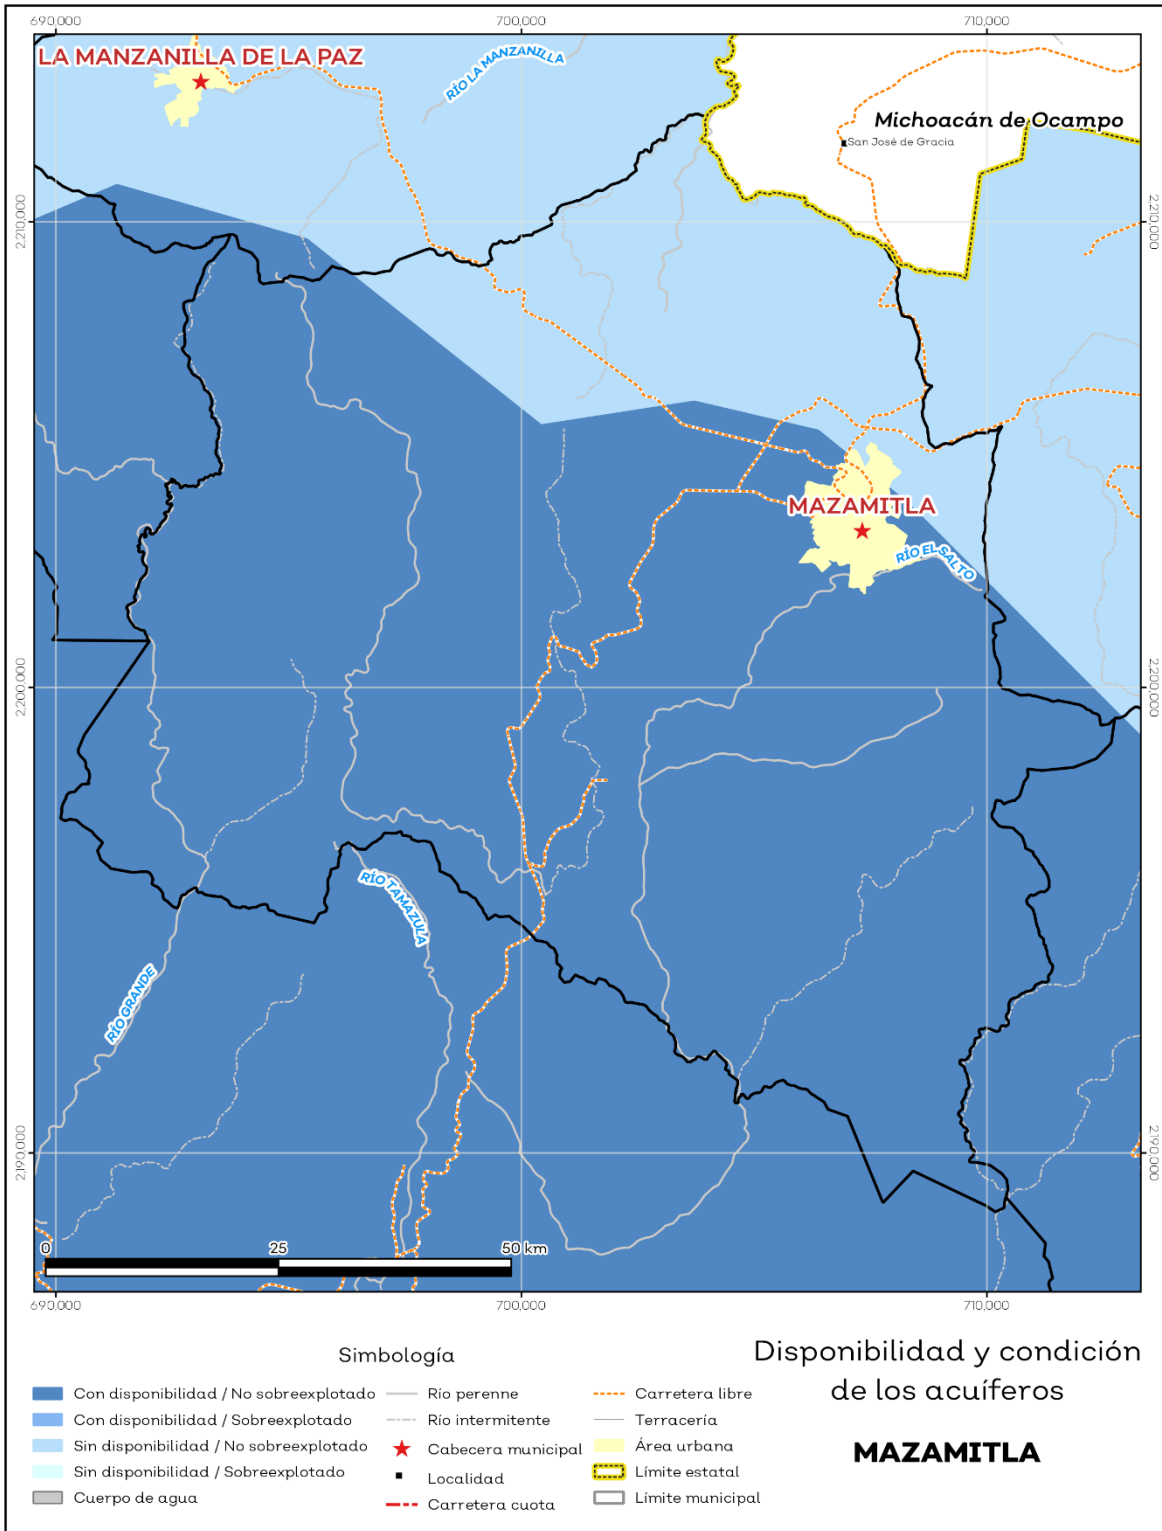 690,000
700,000
710,000
LA MANZANILLA DE LA PAZ
RÍO LA MANZANILLA
Michoacán de Ocampo
San José de Gracia
2,210,000
2,210,000
MAZAMITLA
RÍO EL SALTO
2,200,000
2,200,000
RÍO TAMAZULA
RÍO GRANDE
2,190,000
2,190,000
0 25 50 km
690,000
700,000
710,000
Simbología
Con disponibilidad / No sobreexplotado
Con disponibilidad / Sobreexplotado
Sin disponibilidad / No sobreexplotado
Sin disponibilidad / Sobreexplotado
Cuerpo de agua
Río perenne
Río intermitente
Cabecera municipal
Localidad
Carretera cuota
Carretera libre
Terracería
Área urbana
Límite estatal
Límite municipal
Disponibilidad y condición
de los acuíferos
MAZAMITLA